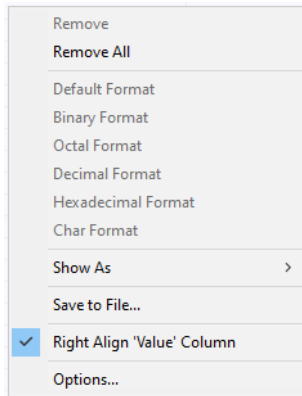 Remove
Remove All
Default Format
Binary Format
Octal Format
Decimal Format
Hexadecimal Format
Char Format
Show As
Save to File...
Right Align 'Value' Column
Options...